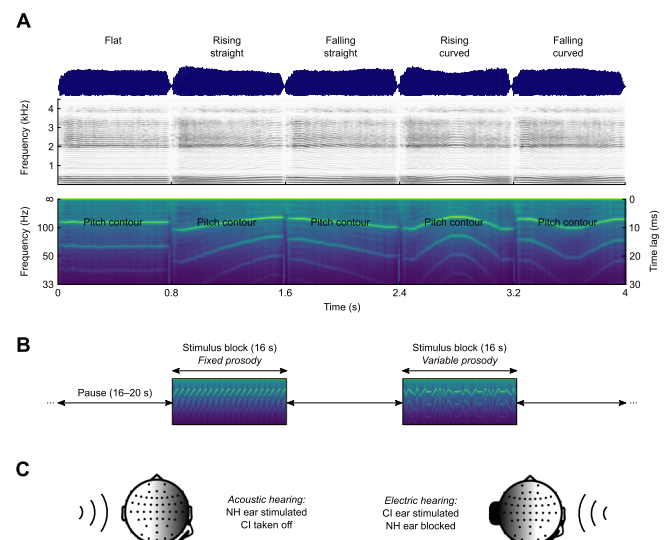 A
Flat
Rising
straight
Falling
straight
Rising
curved
Falling
curved
Frequency (kHz)
4
3
2
1
Frequency (Hz)
∞
100
50
33
Pitch contour
Pitch contour
Pitch contour
Pitch contour
Pitch contour
0
10
20
30
Time lag (ms)
0
0.8
1.6
2.4
3.2
4
Time (s)
B
Stimulus block (16 s)
Fixed prosody
Stimulus block (16 s)
Variable prosody
...
Pause (16–20 s)
...
C
Acoustic hearing:
NH ear stimulated
CI taken off
Electric hearing:
CI ear stimulated
NH ear blocked